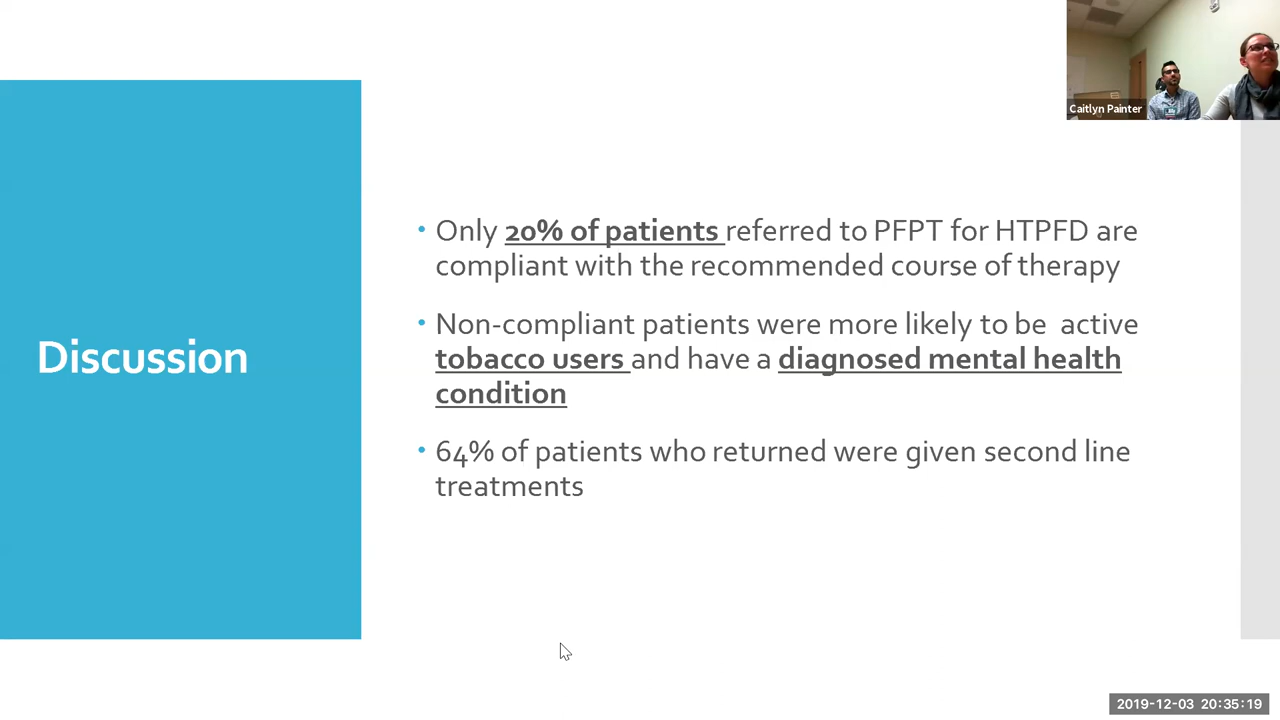 Caitlyn Painter
Discussion
• Only 20% of patients referred to PFPT for HTPFD are
compliant with the recommended course of therapy
• Non-compliant patients were more likely to be  active
tobacco users and have a diagnosed mental health
condition
• 64% of patients who returned were given second line
treatments
2019-12-03 20:35:19